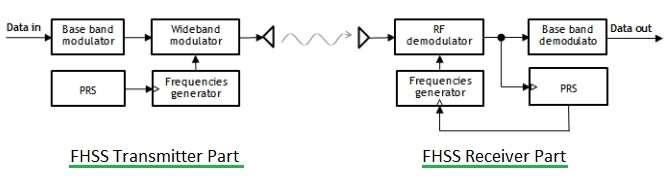 Data in
Base band
modulator
Wideband
modulator
PRS
Frequencies
generator
FHSS Transmitter Part
RF
demodulator
Base band
demodulato
Data out
Frequencies
generator
PRS
FHSS Receiver Part